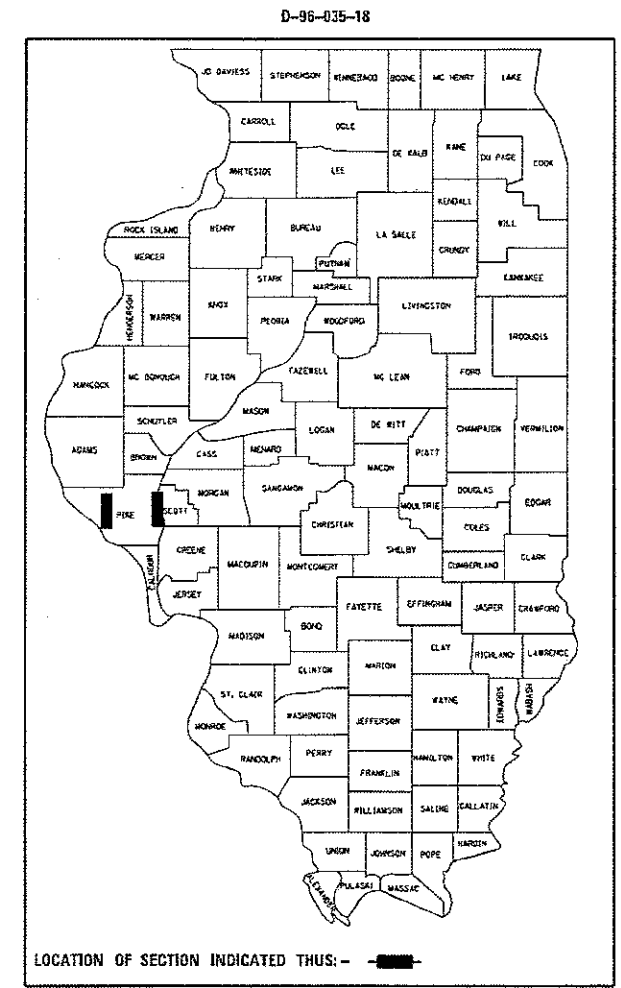 D-96-035-18
JO DAVIESS STEPHENSON WINNEBAGO BOONE MC HENRY LAKE
CARROLL OGLE
DE KALB KANE DU PAGE COOK
WHITESIDE LEE
KENDALL
ROCK ISLAND HENRY BUREAU LA SALLE GRUNDY WILL
MERCER PUTNAM
KANKAKEE
STARK MARSHALL
HENDERSON WARREN KNOX PEORIA WOODFORD LIVINGSTON
IROQUOIS
HANCOCK MC DONOUGH FULTON TAZEWELL MC LEAN FORD
MASON
SCHUYLER LOGAN DE WITT CHAMPAIGN VERMILION
ADAMS BROWN CASS MENARD PIATT
MACON
MORGAN SANGAMON DOUGLAS EDGAR
PIKE SCOTT MOULTRIE
CHRISTIAN COLES
GREENE SHELBY CLARK
CALHOUN MACOUPIN MONTGOMERY CUMBERLAND
JERSEY FAYETTE EFFINGHAM JASPER CRAWFORD
BOND
MADISON CLAY
MARION RICHLAND LAWRENCE
CLINTON
ST. CLAIR WAYNE EDWARDS WABASH
WASHINGTON JEFFERSON
MONROE
RANDOLPH PERRY HAMILTON WHITE
FRANKLIN
JACKSON WILLIAMSON SALINE GALLATIN
UNION JOHNSON POPE HARDIN
ALEXANDER PULASKI MASSAC
LOCATION OF SECTION INDICATED THUS:-